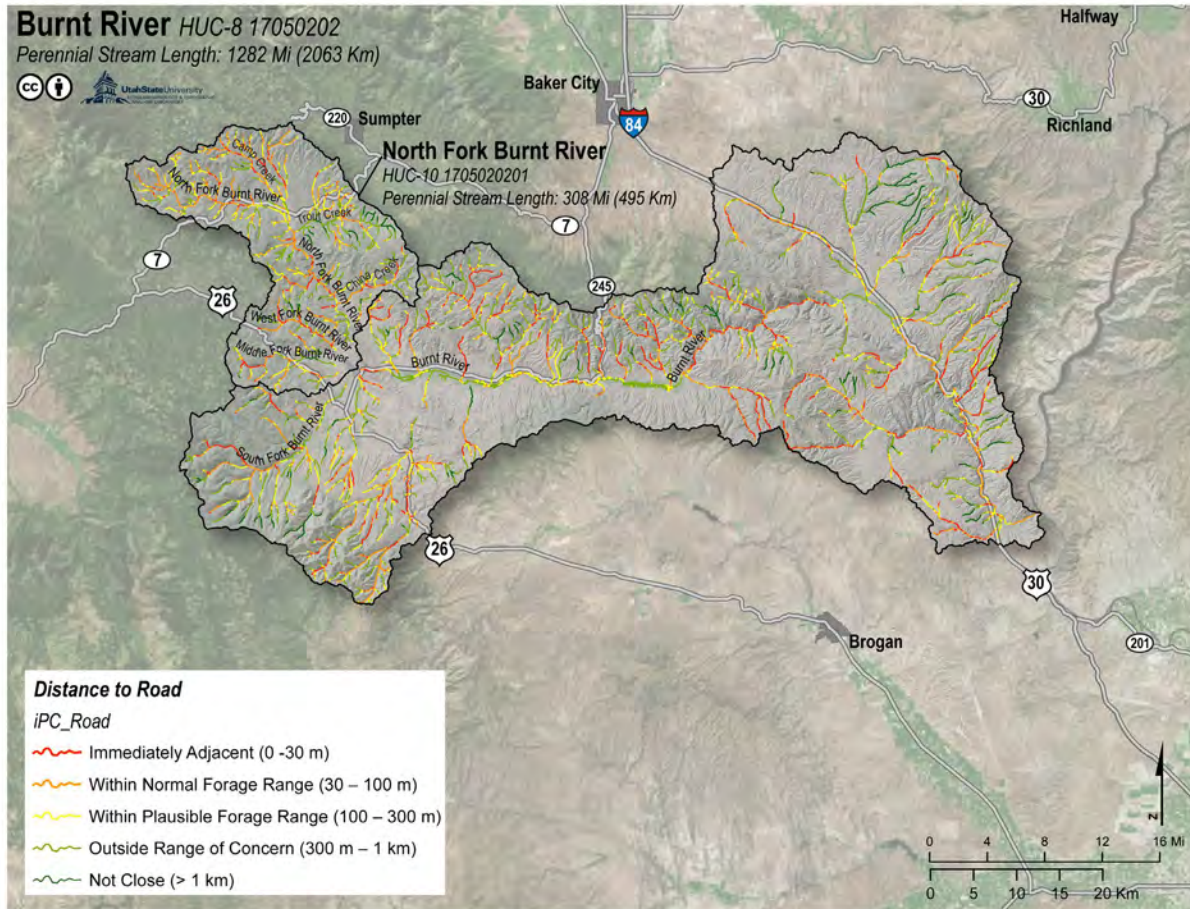 Burnt River HUC-8 17050202
Perennial Stream Length: 1282 Mi (2063 Km)
cc
UtahStateUniversity
Halfway
Baker City
84
30
Richland
220
Sumpter
North Fork Burnt River
HUC-10 1705020201
Perennial Stream Length: 308 Mi (495 Km)
7
Camp Creek
North Fork Burnt River
Trout Creek
7
245
26
North Fork Burnt River
China Creek
West Fork Burnt River
Middle Fork Burnt River
Burnt River
Burnt River
South Fork Burnt River
26
30
Brogan
201
Distance to Road
iPC_Road
Immediately Adjacent (0 -30 m)
Within Normal Forage Range (30 – 100 m)
Within Plausible Forage Range (100 – 300 m)
Outside Range of Concern (300 m – 1 km)
Not Close (> 1 km)
N
0 4 8 12 16 Mi
0 5 10 15 20 Km